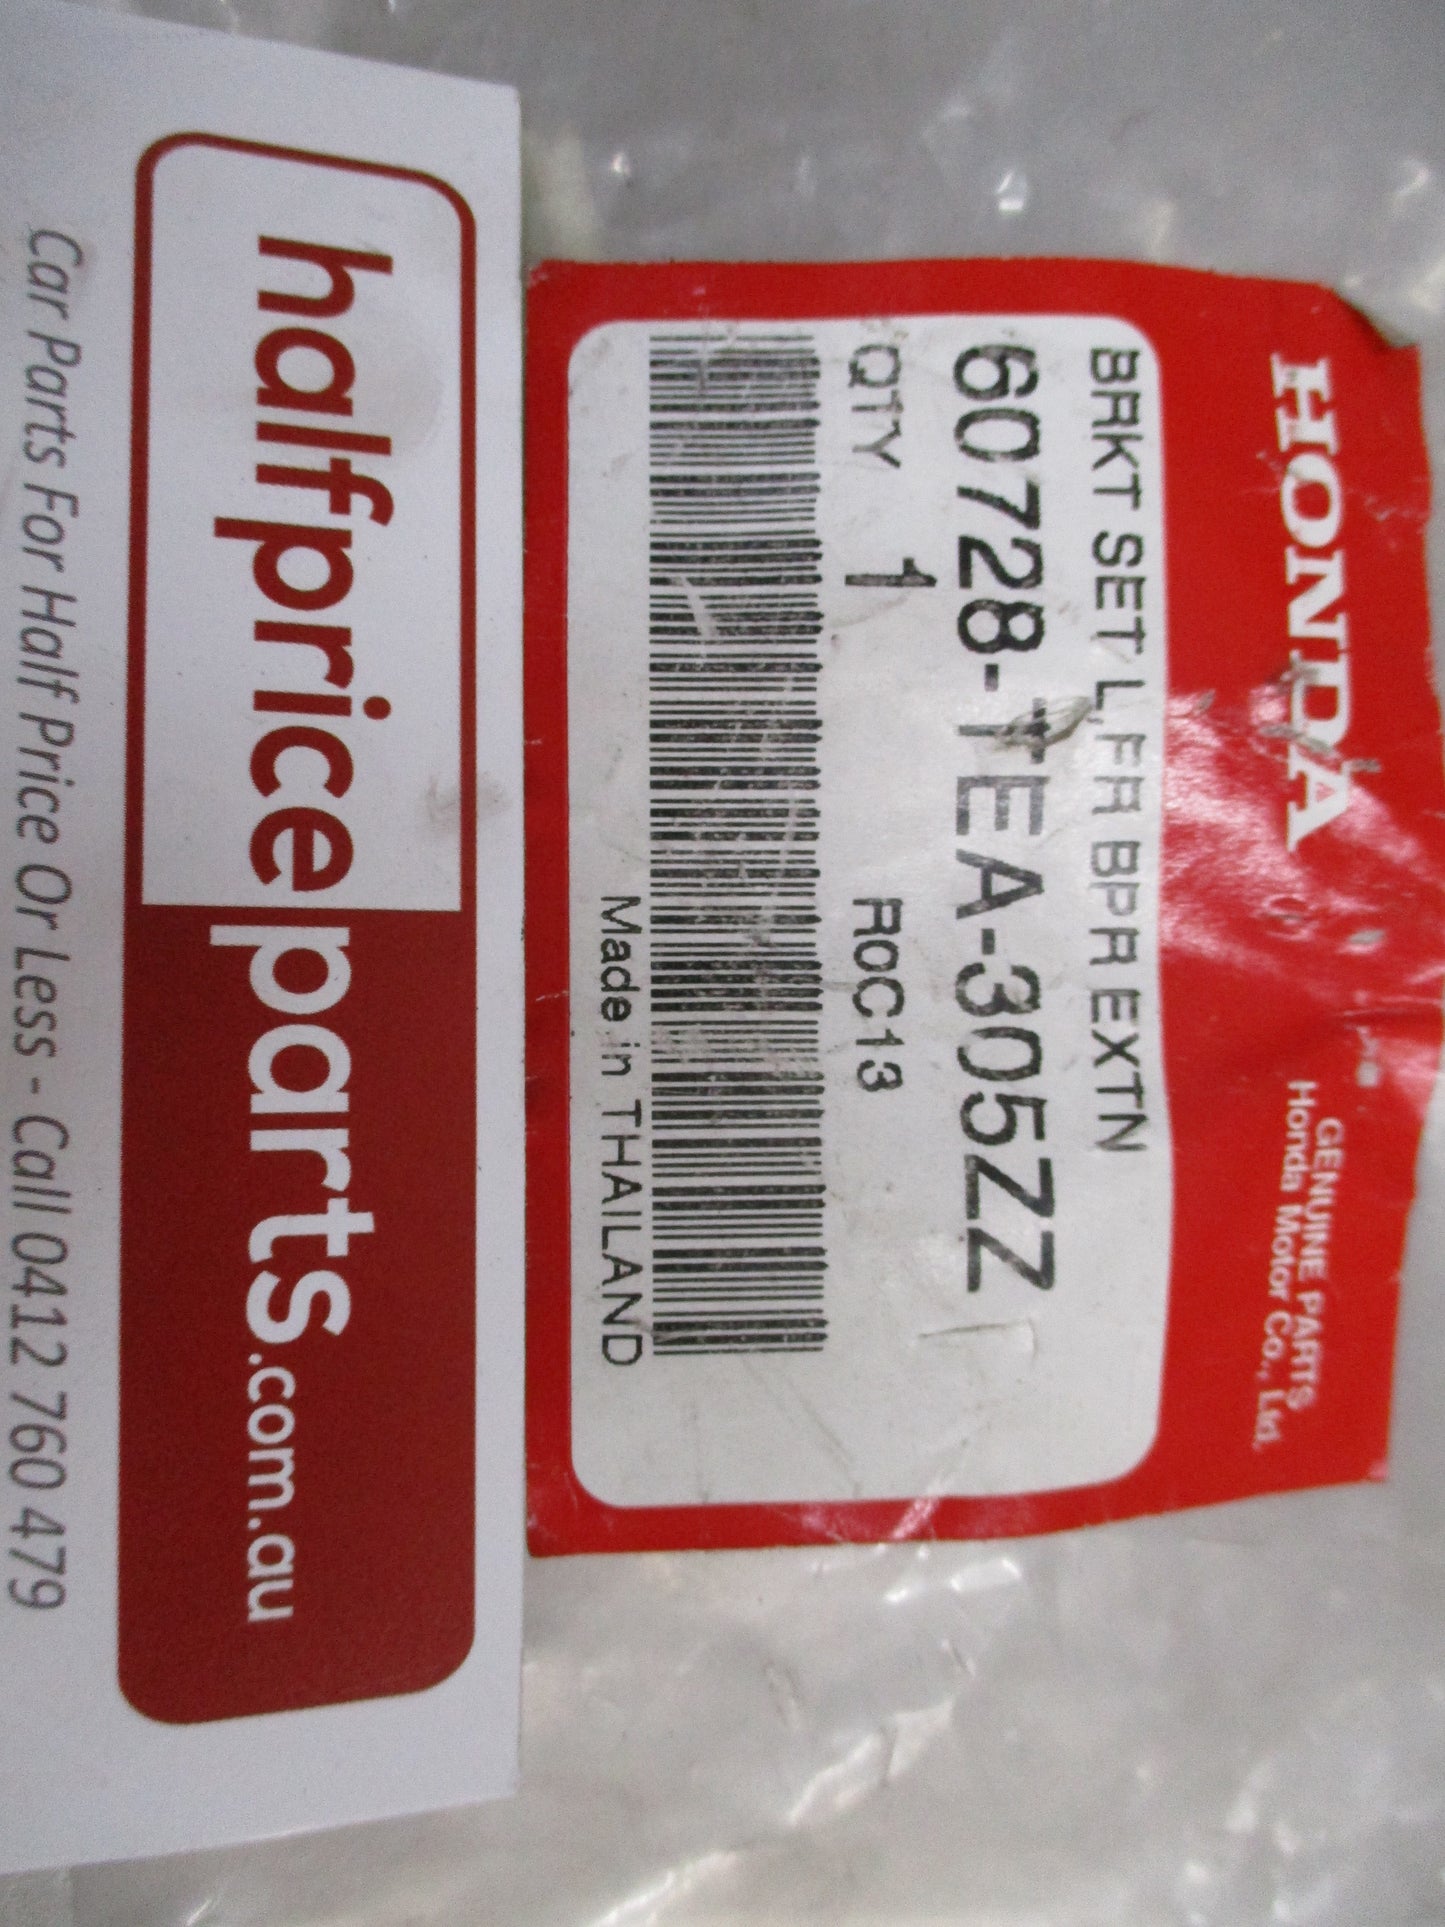 HONDA
GENUINE PARTS
Honda Motor Co., Ltd.
BRKT SET L,FR BPR EXTN
60728-TEA-305ZZ
QTY 1 R0C13
Made in THAILAND
halfpriceparts.com.au
Car Parts For Half Price Or Less - Call 0412 760 479